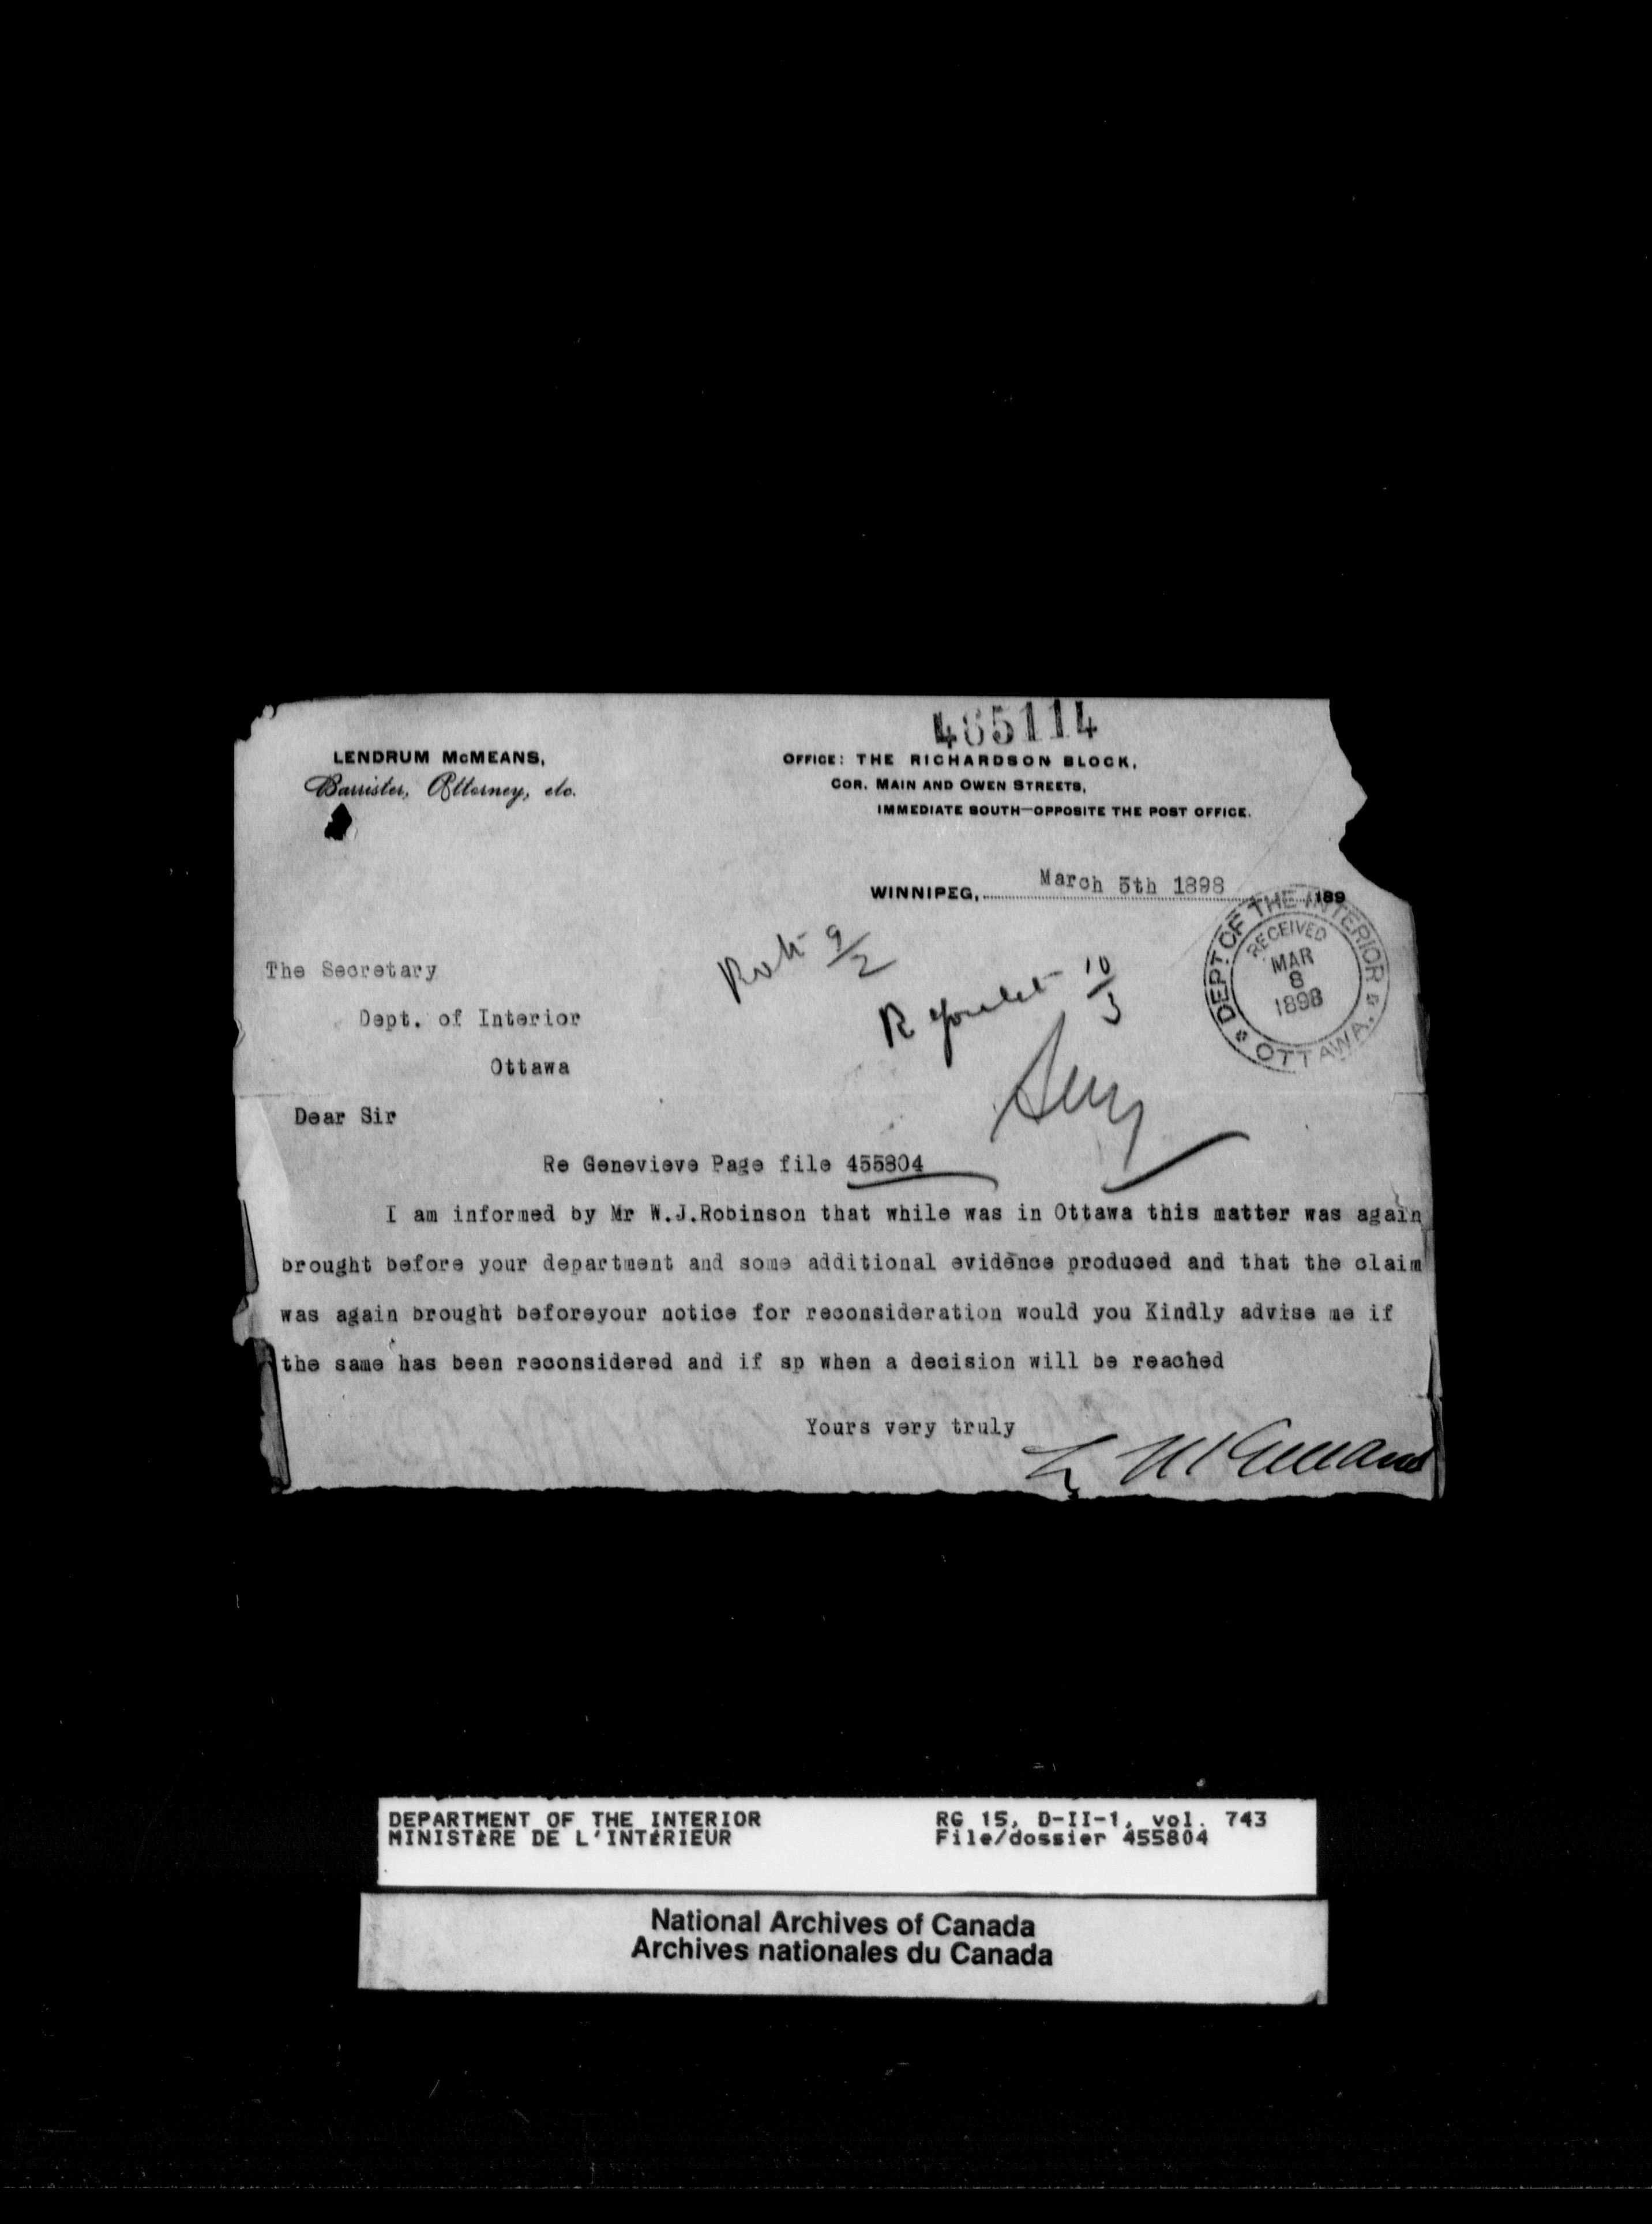 465114
LENDRUM McMEANS,
Barrister, Attorney, etc.
OFFICE: THE RICHARDSON BLOCK,
COR. MAIN AND OWEN STREETS,
IMMEDIATE SOUTH—OPPOSITE THE POST OFFICE.
WINNIPEG, March 5th 1898 189
DEPT. OF THE INTERIOR
RECEIVED
MAR
8
1898
OTTAWA.
9/2
10/3
The Secretary
Dept. of Interior
Ottawa
Dear Sir
Re Genevieve Page file 455804
I am informed by Mr W.J.Robinson that while was in Ottawa this matter was again
brought before your department and some additional evidence produced and that the claim
was again brought beforeyour notice for reconsideration would you Kindly advise me if
the same has been reconsidered and if sp when a decision will be reached
Yours very truly
L McMeans
DEPARTMENT OF THE INTERIOR
MINISTÈRE DE L'INTÉRIEUR
RG 15, D-II-1, vol. 743
File/dossier 455804
National Archives of Canada
Archives nationales du Canada